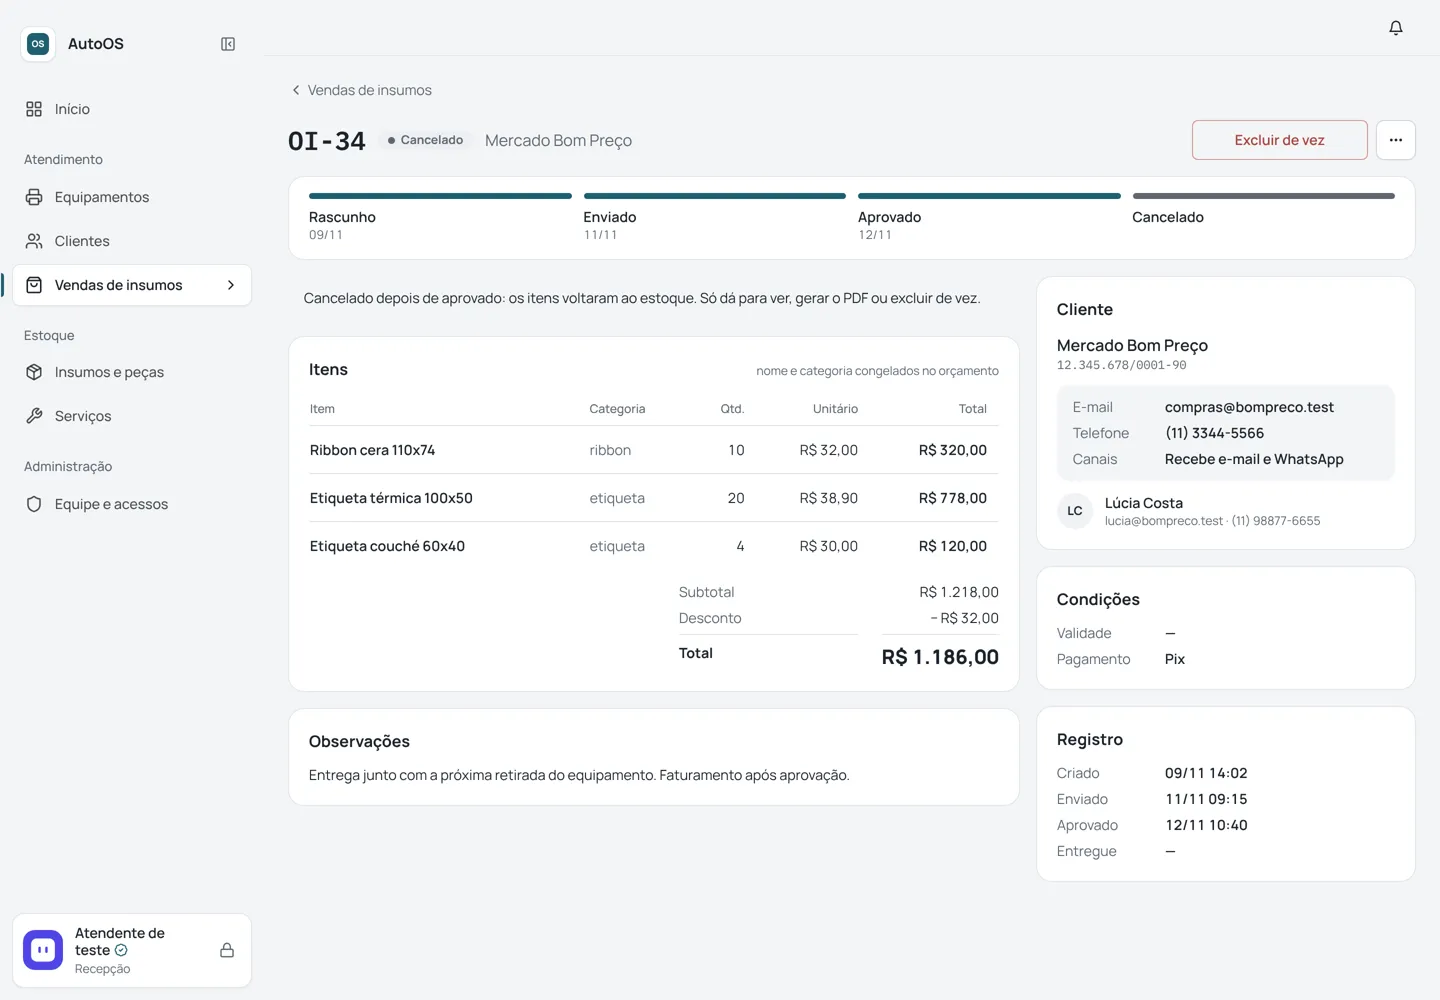 OS
AutoOS
Início
Atendimento
Equipamentos
Clientes
Vendas de insumos
Estoque
Insumos e peças
Serviços
Administração
Equipe e acessos
Atendente de
teste
Recepção
Vendas de insumos
OI-34
Cancelado
Mercado Bom Preço
Excluir de vez
Rascunho
09/11
Enviado
11/11
Aprovado
12/11
Cancelado
Cancelado depois de aprovado: os itens voltaram ao estoque. Só dá para ver, gerar o PDF ou excluir de vez.
Itens
nome e categoria congelados no orçamento
Item Categoria Qtd. Unitário Total
Ribbon cera 110x74 ribbon 10 R$ 32,00 R$ 320,00
Etiqueta térmica 100x50 etiqueta 20 R$ 38,90 R$ 778,00
Etiqueta couché 60x40 etiqueta 4 R$ 30,00 R$ 120,00
Subtotal R$ 1.218,00
Desconto − R$ 32,00
Total R$ 1.186,00
Observações
Entrega junto com a próxima retirada do equipamento. Faturamento após aprovação.
Cliente
Mercado Bom Preço
12.345.678/0001-90
E-mail compras@bompreco.test
Telefone (11) 3344-5566
Canais Recebe e-mail e WhatsApp
LC
Lúcia Costa
lucia@bompreco.test · (11) 98877-6655
Condições
Validade —
Pagamento Pix
Registro
Criado 09/11 14:02
Enviado 11/11 09:15
Aprovado 12/11 10:40
Entregue —